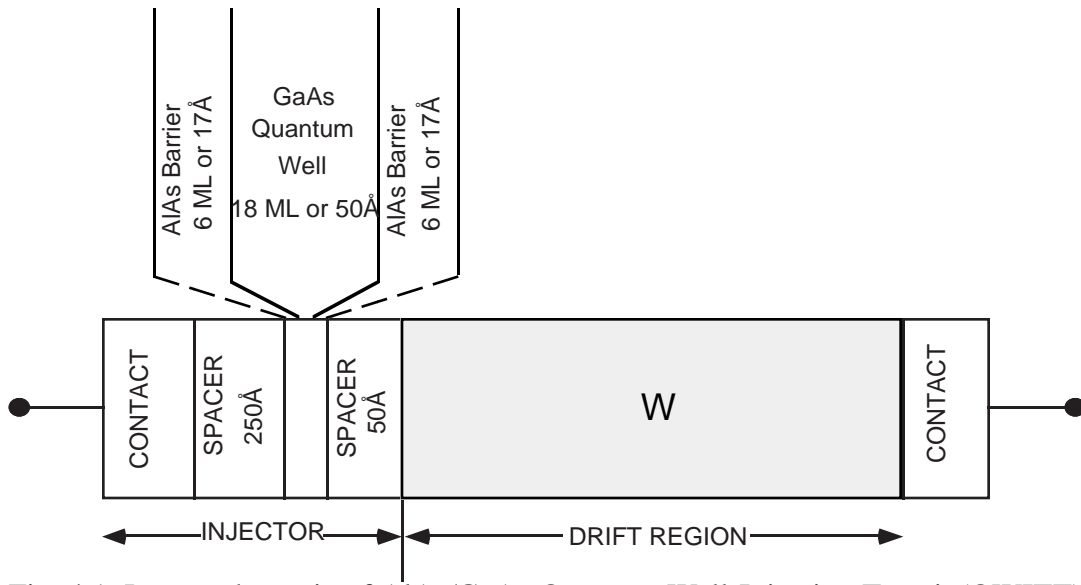 AlAs Barrier
6 ML or 17Å
GaAs
Quantum
Well
18 ML or 50Å
AlAs Barrier
6 ML or 17Å
CONTACT
SPACER
250Å
SPACER
50Å
W
CONTACT
INJECTOR
DRIFT REGION